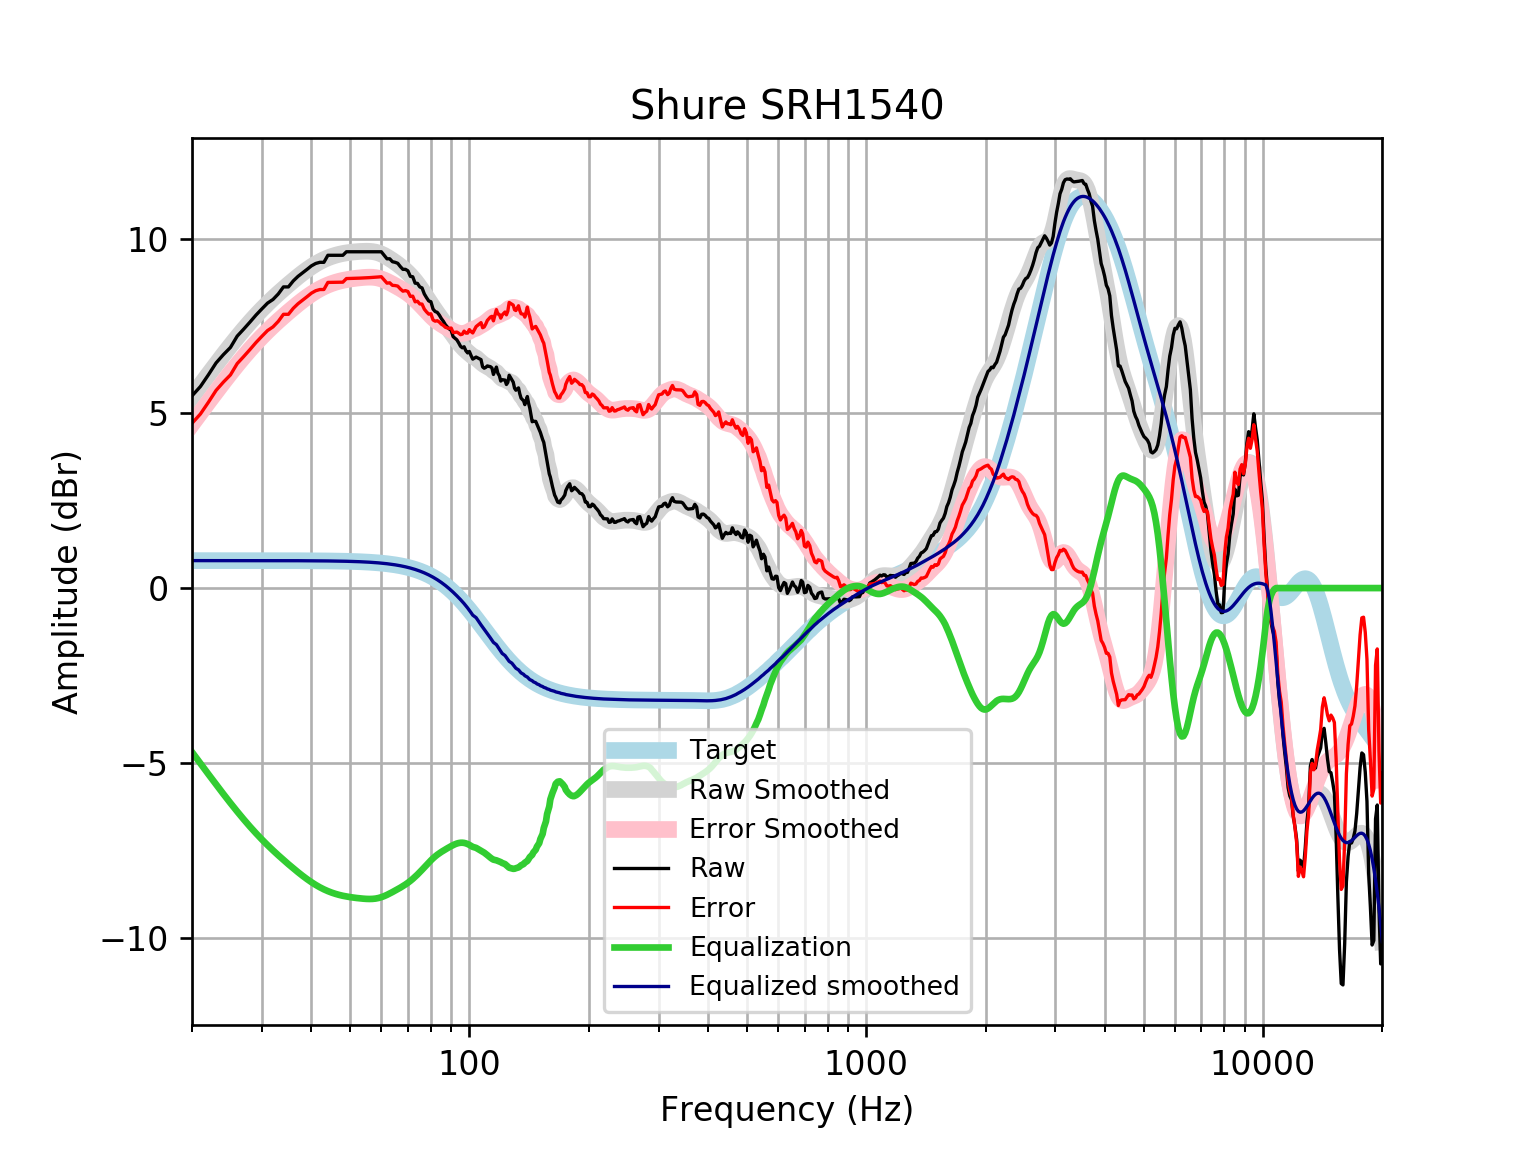 Shure SRH1540
10
5
0
−5
−10
Amplitude (dBr)
Target
Raw Smoothed
Error Smoothed
Raw
Error
Equalization
Equalized smoothed
100
1000
10000
Frequency (Hz)